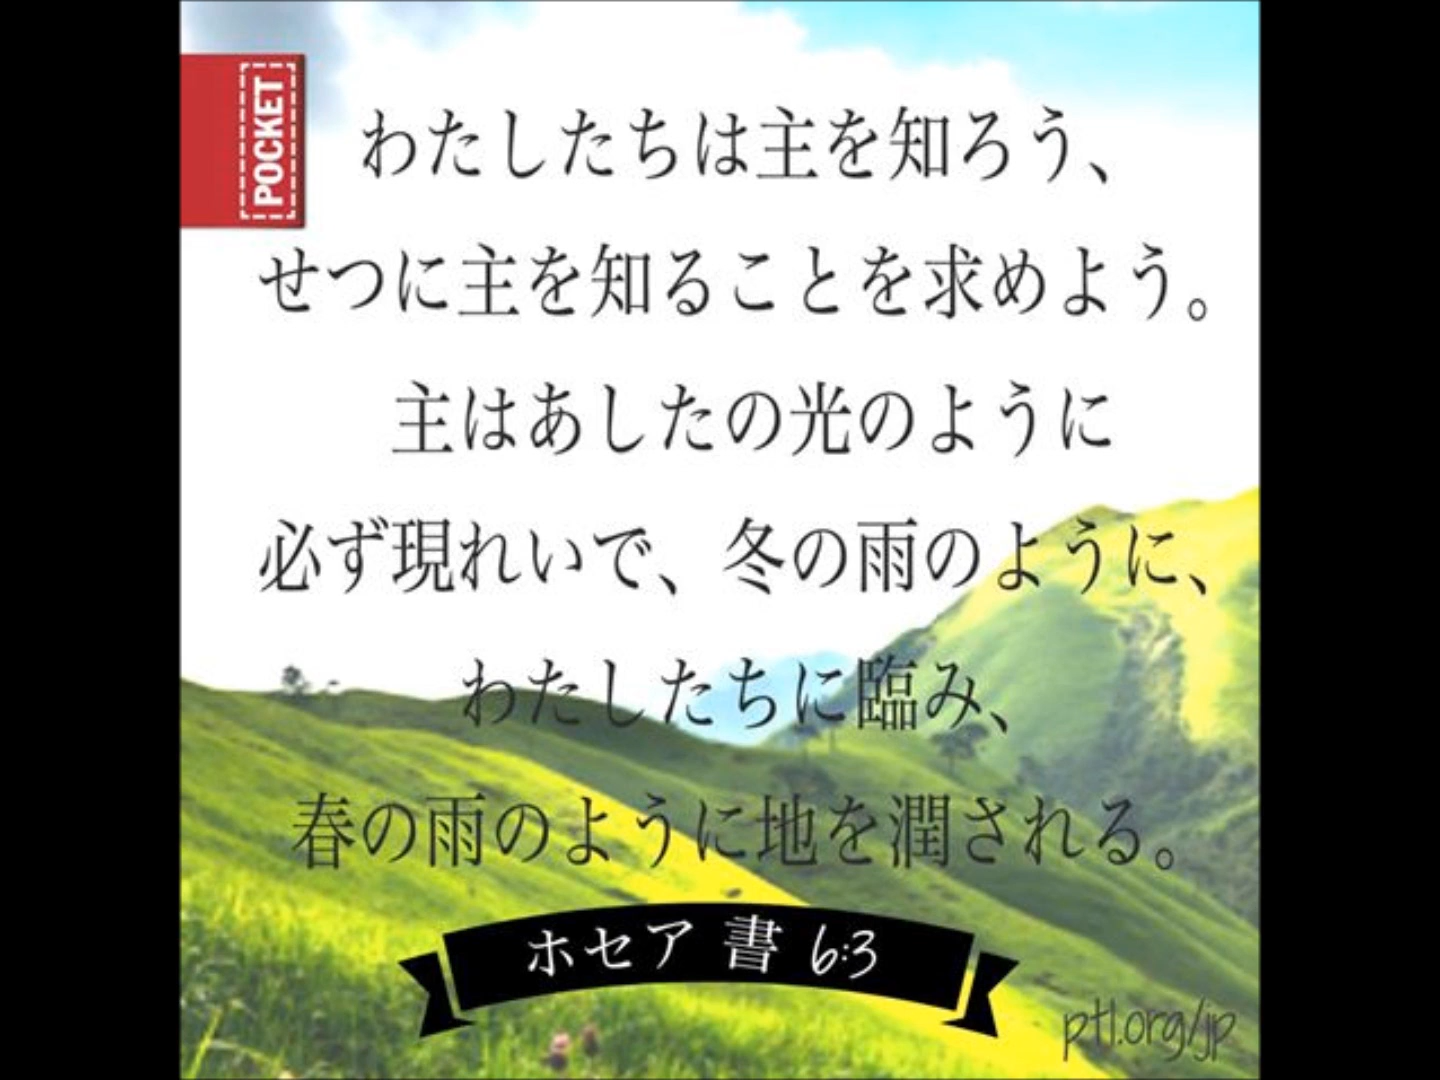 POCKET
わたしたちは主を知ろう、
せつに主を知ることを求めよう。
主はあしたの光のように
必ず現れいで、冬の雨のように、
わたしたちに臨み、
春の雨のように地を潤される。
ホセア 書 6:3
ptl.org/jp